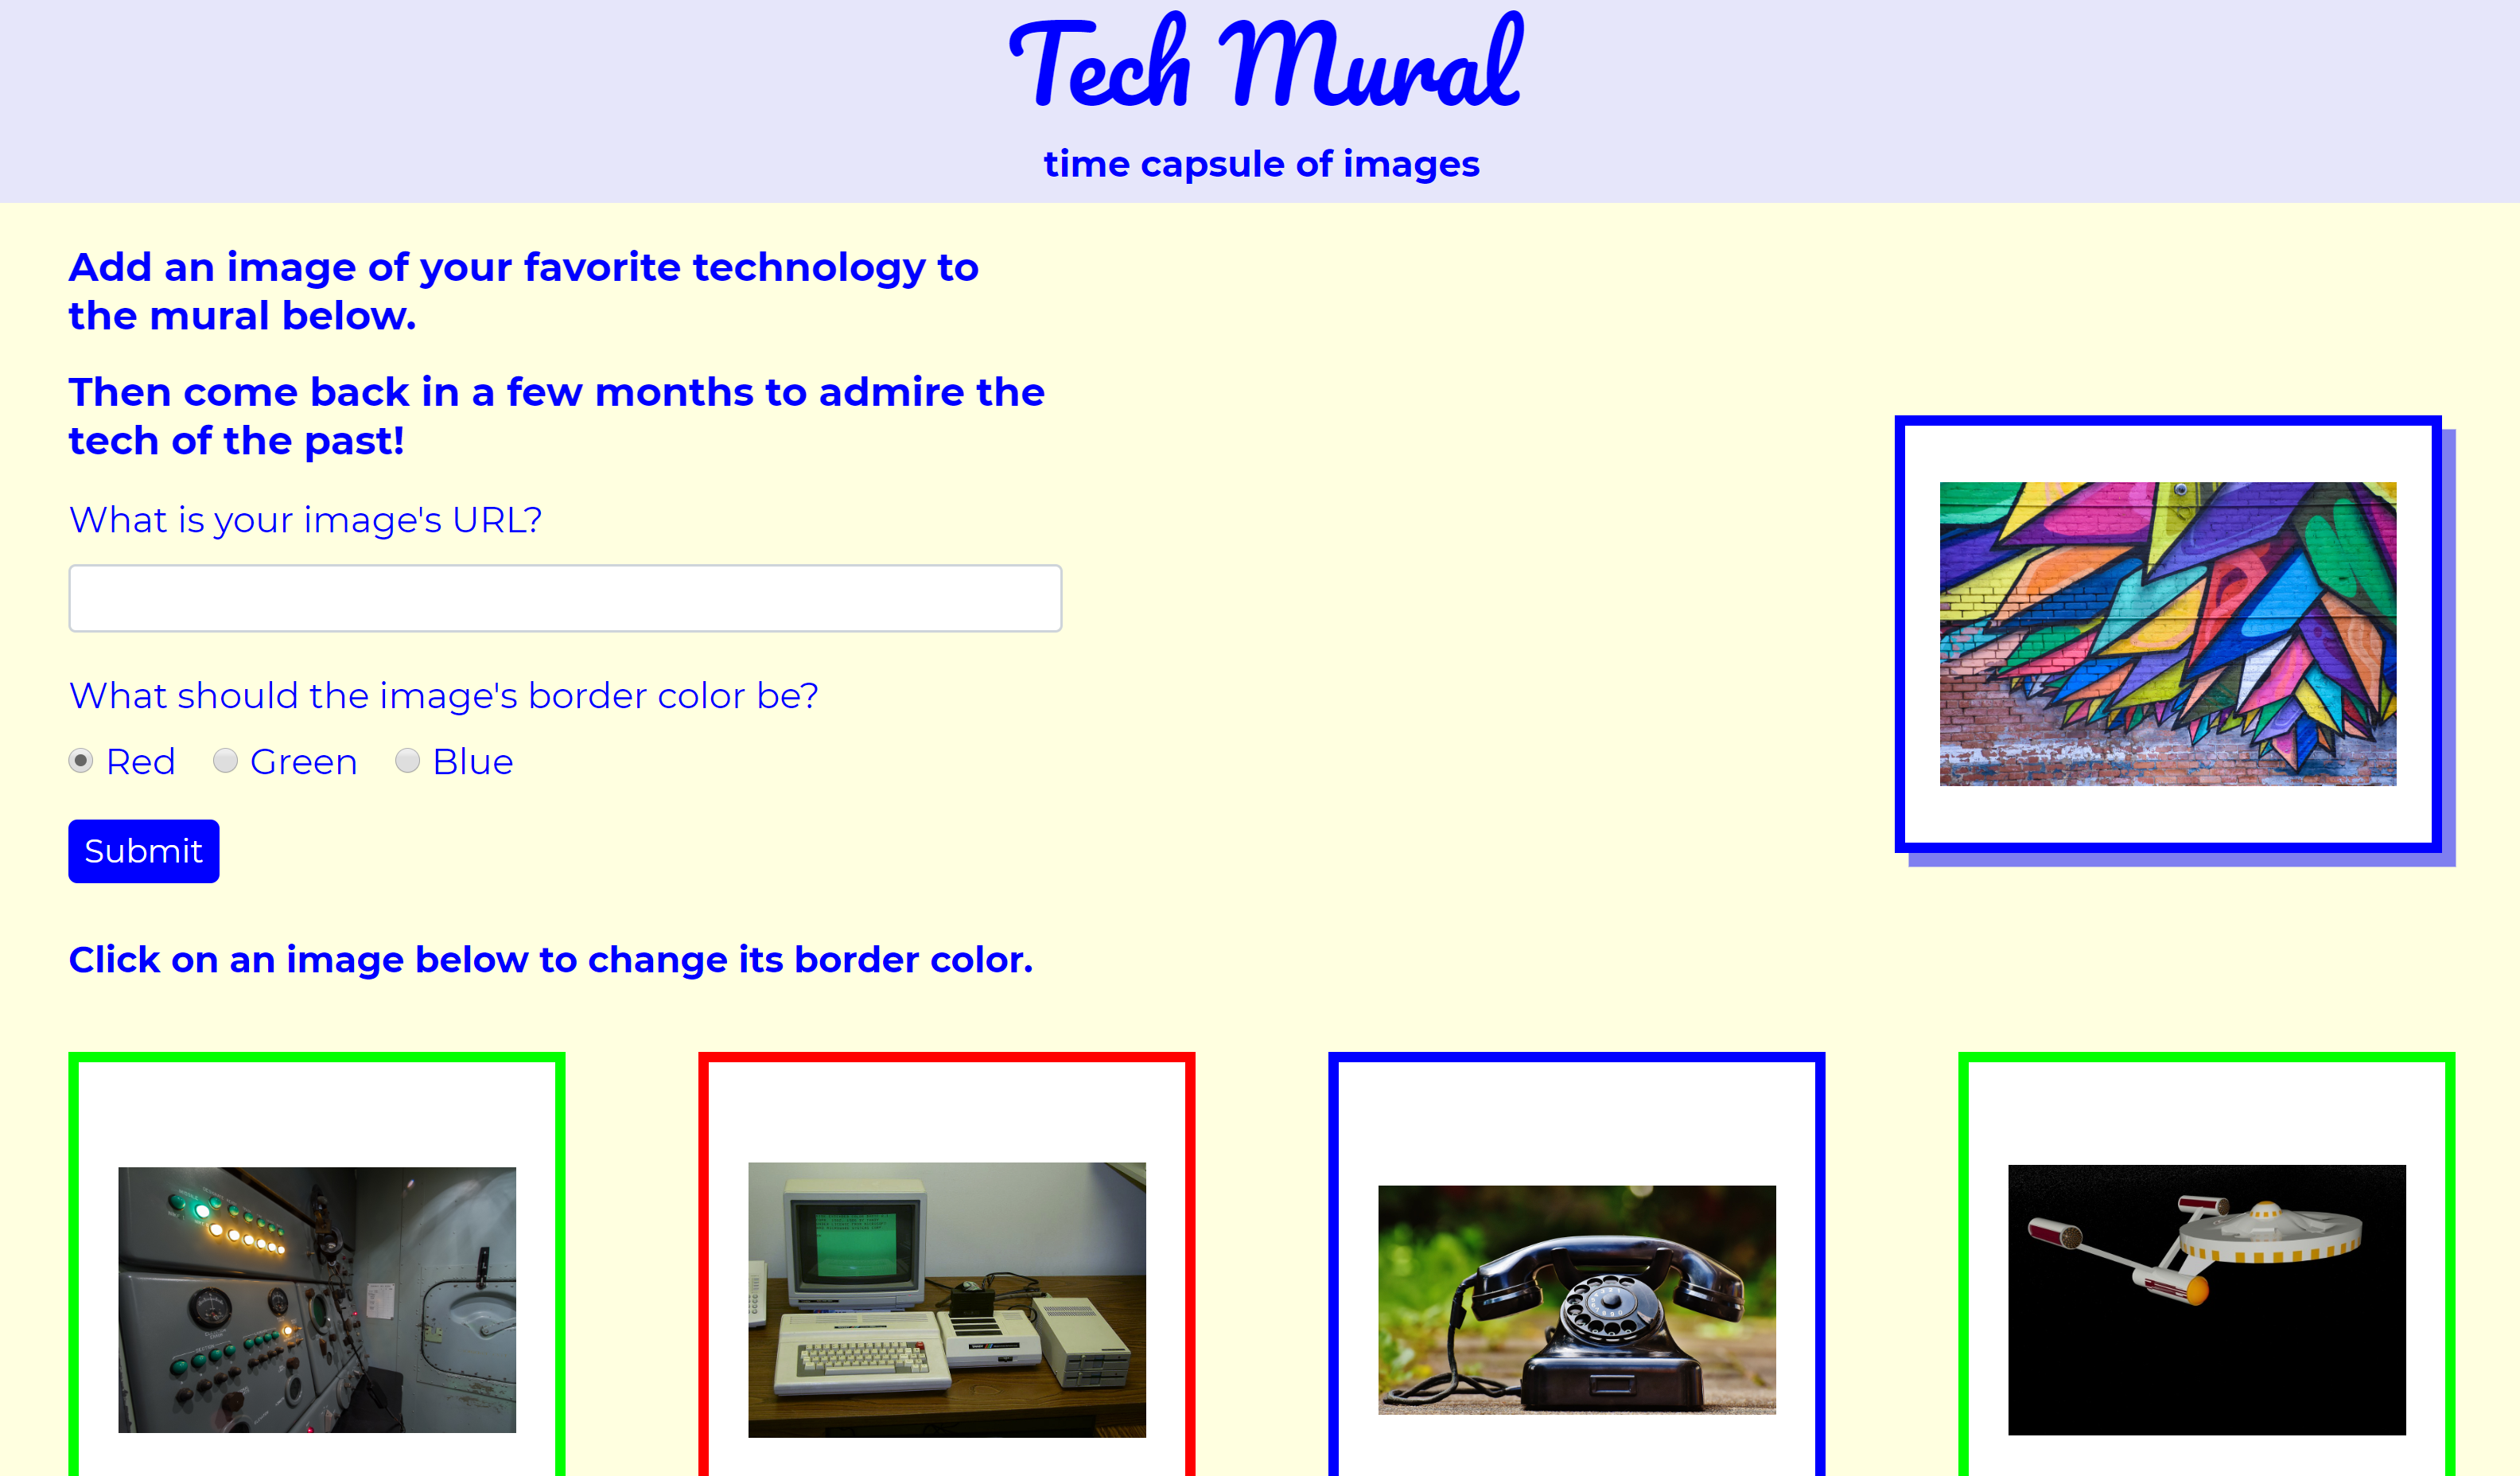 Tech Mural
time capsule of images
Add an image of your favorite technology to
the mural below.
Then come back in a few months to admire the
tech of the past!
What is your image's URL?
What should the image's border color be?
Red Green Blue
Submit
Click on an image below to change its border color.